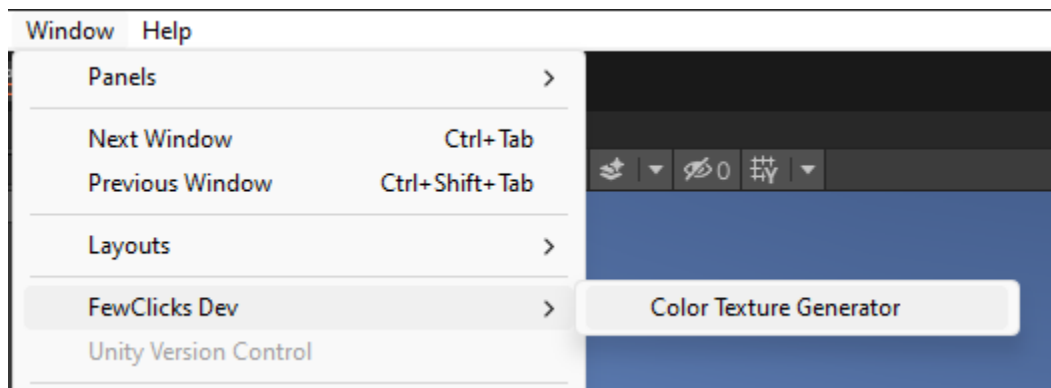 Window Help
Panels
Next Window Ctrl+Tab
Previous Window Ctrl+Shift+Tab
0
Layouts
FewClicks Dev
Color Texture Generator
Unity Version Control